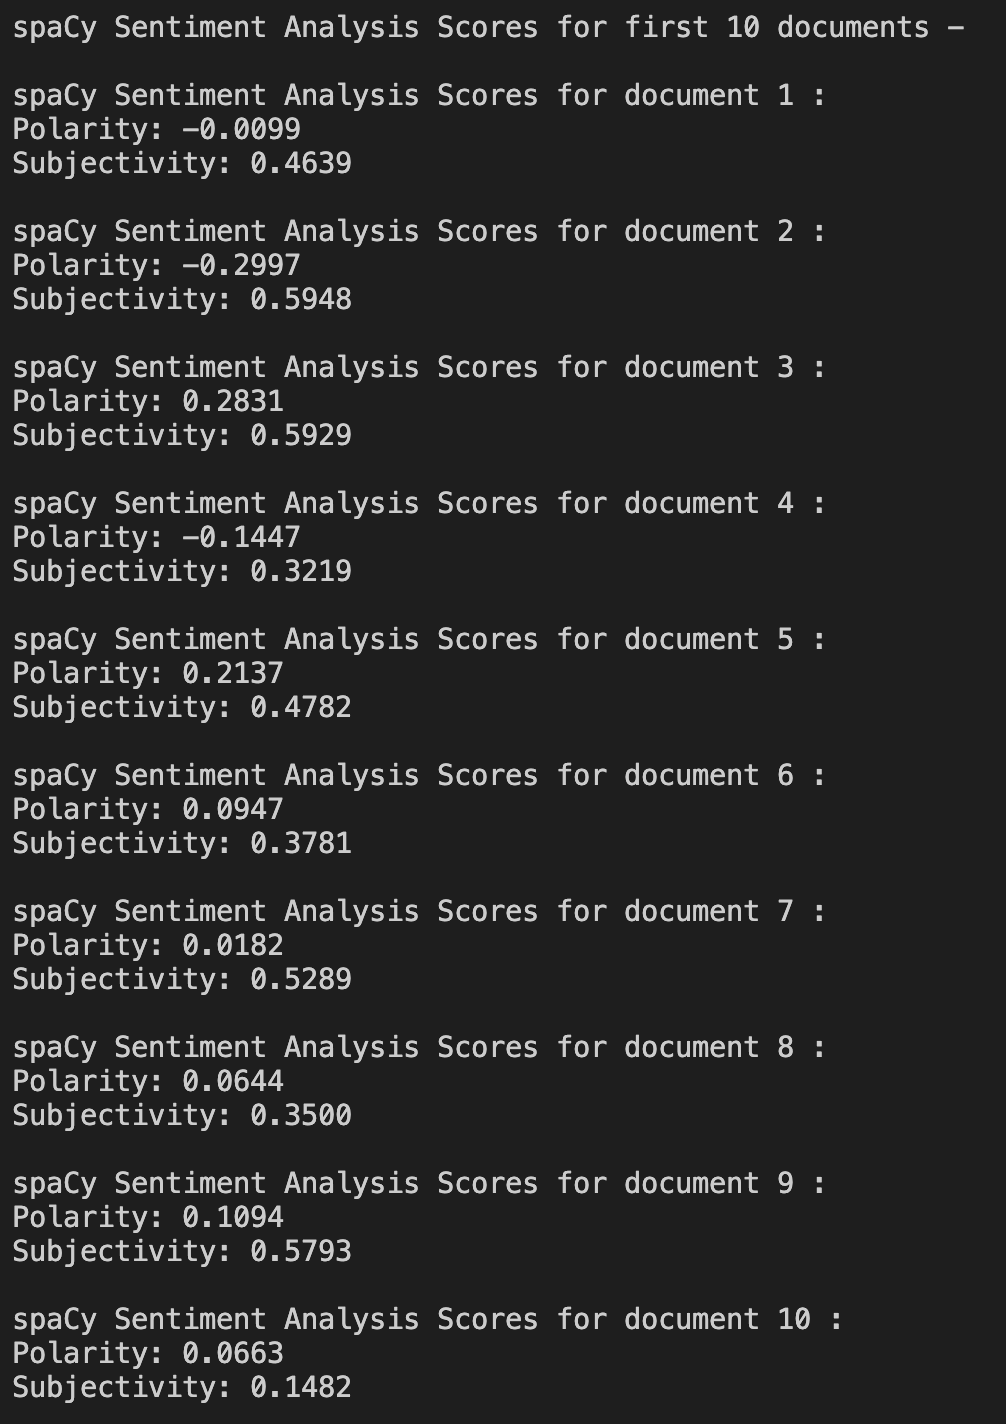 spaCy Sentiment Analysis Scores for first 10 documents –
spaCy Sentiment Analysis Scores for document 1 :
Polarity: –0.0099
Subjectivity: 0.4639
spaCy Sentiment Analysis Scores for document 2 :
Polarity: –0.2997
Subjectivity: 0.5948
spaCy Sentiment Analysis Scores for document 3 :
Polarity: 0.2831
Subjectivity: 0.5929
spaCy Sentiment Analysis Scores for document 4 :
Polarity: –0.1447
Subjectivity: 0.3219
spaCy Sentiment Analysis Scores for document 5 :
Polarity: 0.2137
Subjectivity: 0.4782
spaCy Sentiment Analysis Scores for document 6 :
Polarity: 0.0947
Subjectivity: 0.3781
spaCy Sentiment Analysis Scores for document 7 :
Polarity: 0.0182
Subjectivity: 0.5289
spaCy Sentiment Analysis Scores for document 8 :
Polarity: 0.0644
Subjectivity: 0.3500
spaCy Sentiment Analysis Scores for document 9 :
Polarity: 0.1094
Subjectivity: 0.5793
spaCy Sentiment Analysis Scores for document 10 :
Polarity: 0.0663
Subjectivity: 0.1482